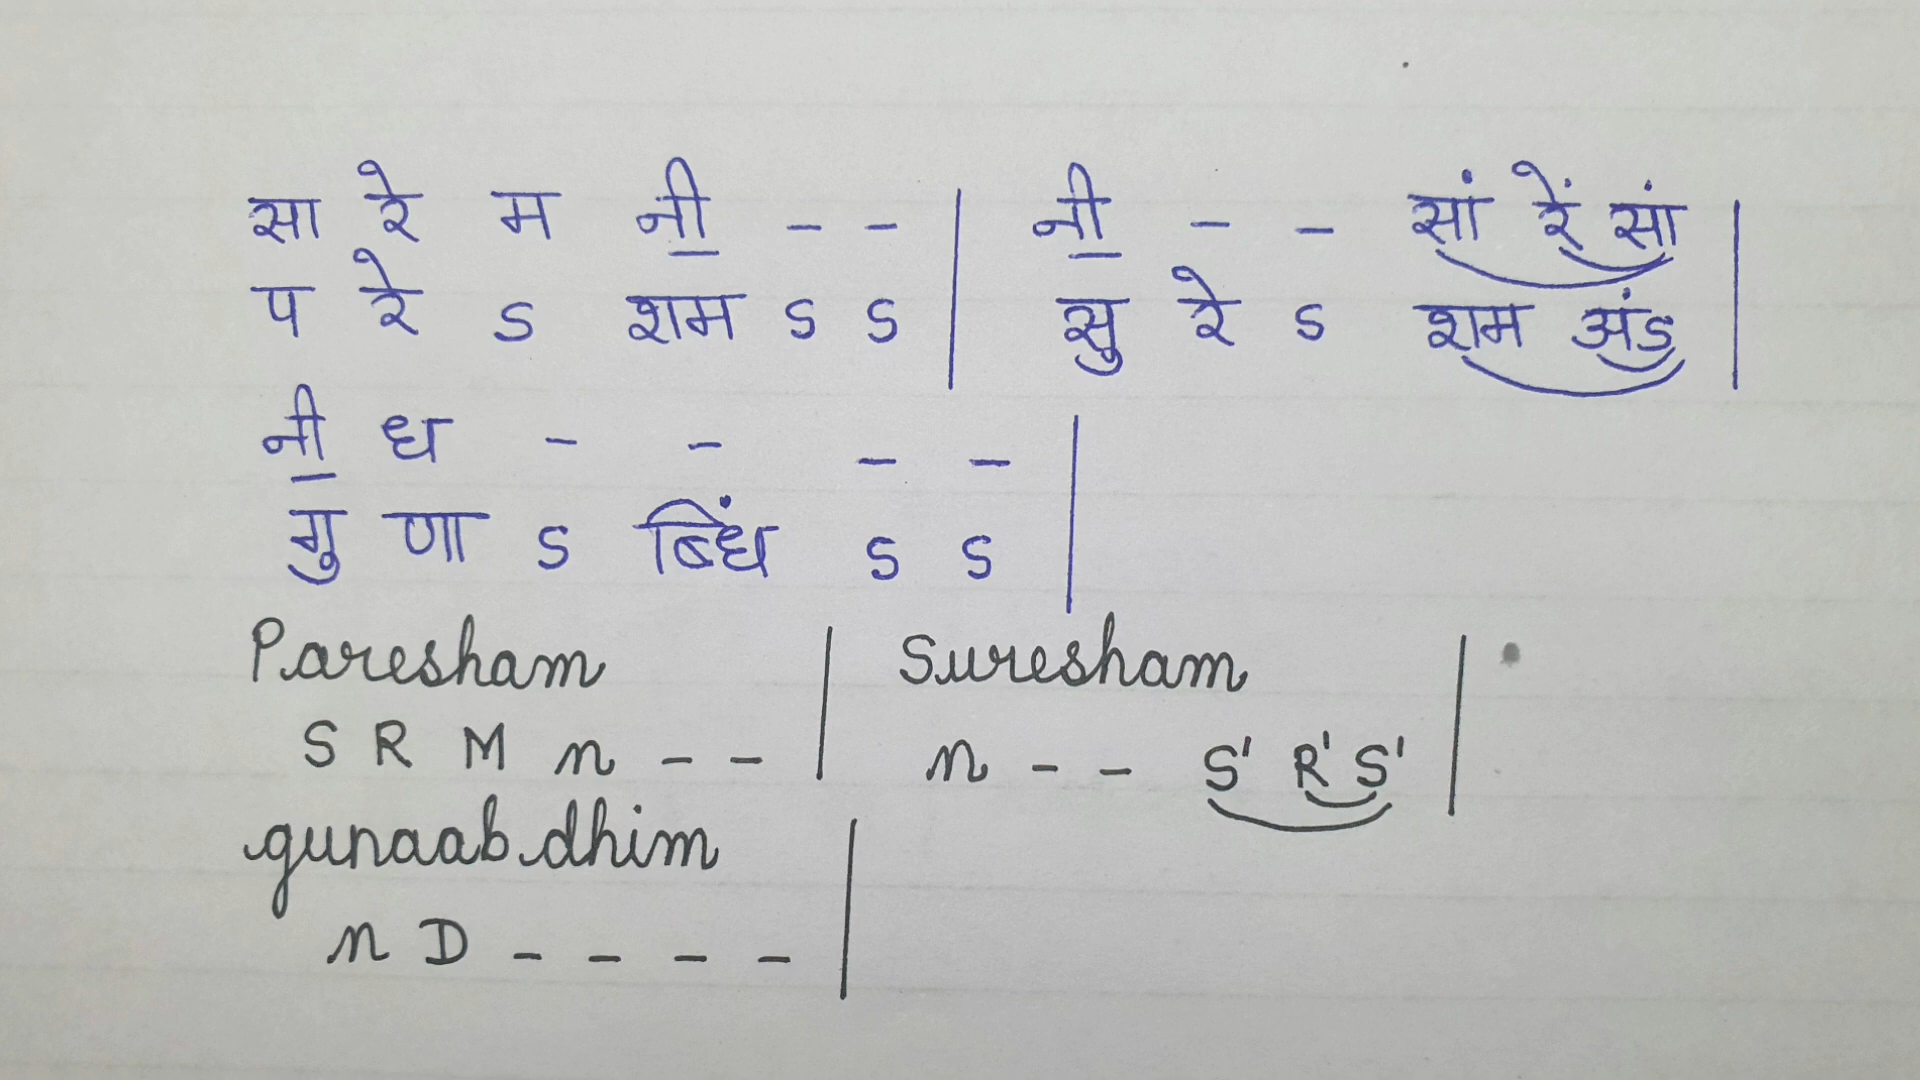 सा रे म नी॒ - - | नी॒ - - सां रें सां |
प रे ऽ शम ऽ ऽ | सु रे ऽ शम अंऽ |
नी॒ ध - - - - |
गु णा ऽ ब्धिं ऽ ऽ |
Paresham | Suresham |
S R M n - - | n - - S' R' S' |
gunaabdhim |
n D - - - - |